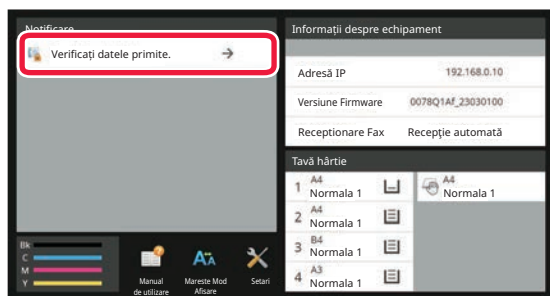 Notificare
Verificați datele primite.
Bk
C
M
Y
Manual
de utilizare
Mareste Mod
Afisare
Setari
Informații despre echipament
Adresă IP 192.168.0.10
Versiune Firmware 0078Q1Af_23030100
Receptionare Fax Recepţie automată
Tavă hârtie
1 A4
Normala 1
2 A4
Normala 1
3 B4
Normala 1
4 A3
Normala 1
A4
Normala 1